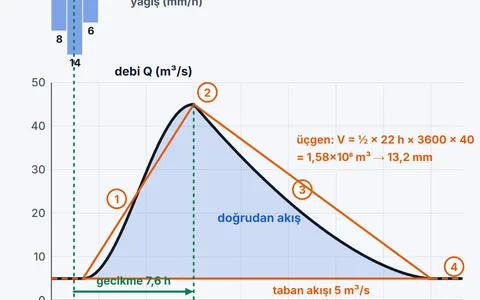 yağış (mm/h)
8
14
6
debi Q (m³/s)
50
40
30
20
10
0
2
üçgen: V = ½ × 22 h × 3600 × 40
= 1,58×10⁶ m³ → 13,2 mm
1
3
doğrudan akış
4
gecikme 7,6 h
taban akışı 5 m³/s